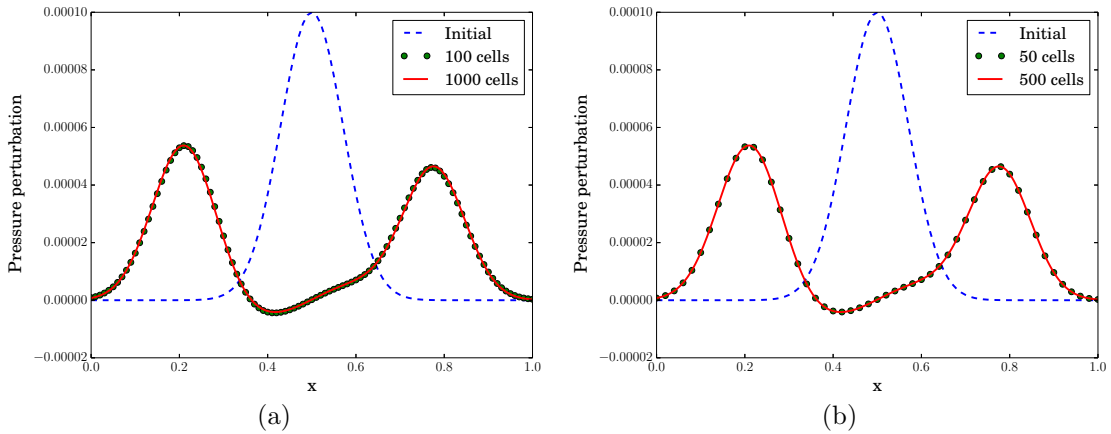 0.00010
0.00008
0.00006
0.00004
0.00002
0.00000
−0.00002
0.0 0.2 0.4 0.6 0.8 1.0
x
Pressure perturbation
Initial
100 cells
1000 cells
(a)
0.00010
0.00008
0.00006
0.00004
0.00002
0.00000
−0.00002
0.0 0.2 0.4 0.6 0.8 1.0
x
Pressure perturbation
Initial
50 cells
500 cells
(b)